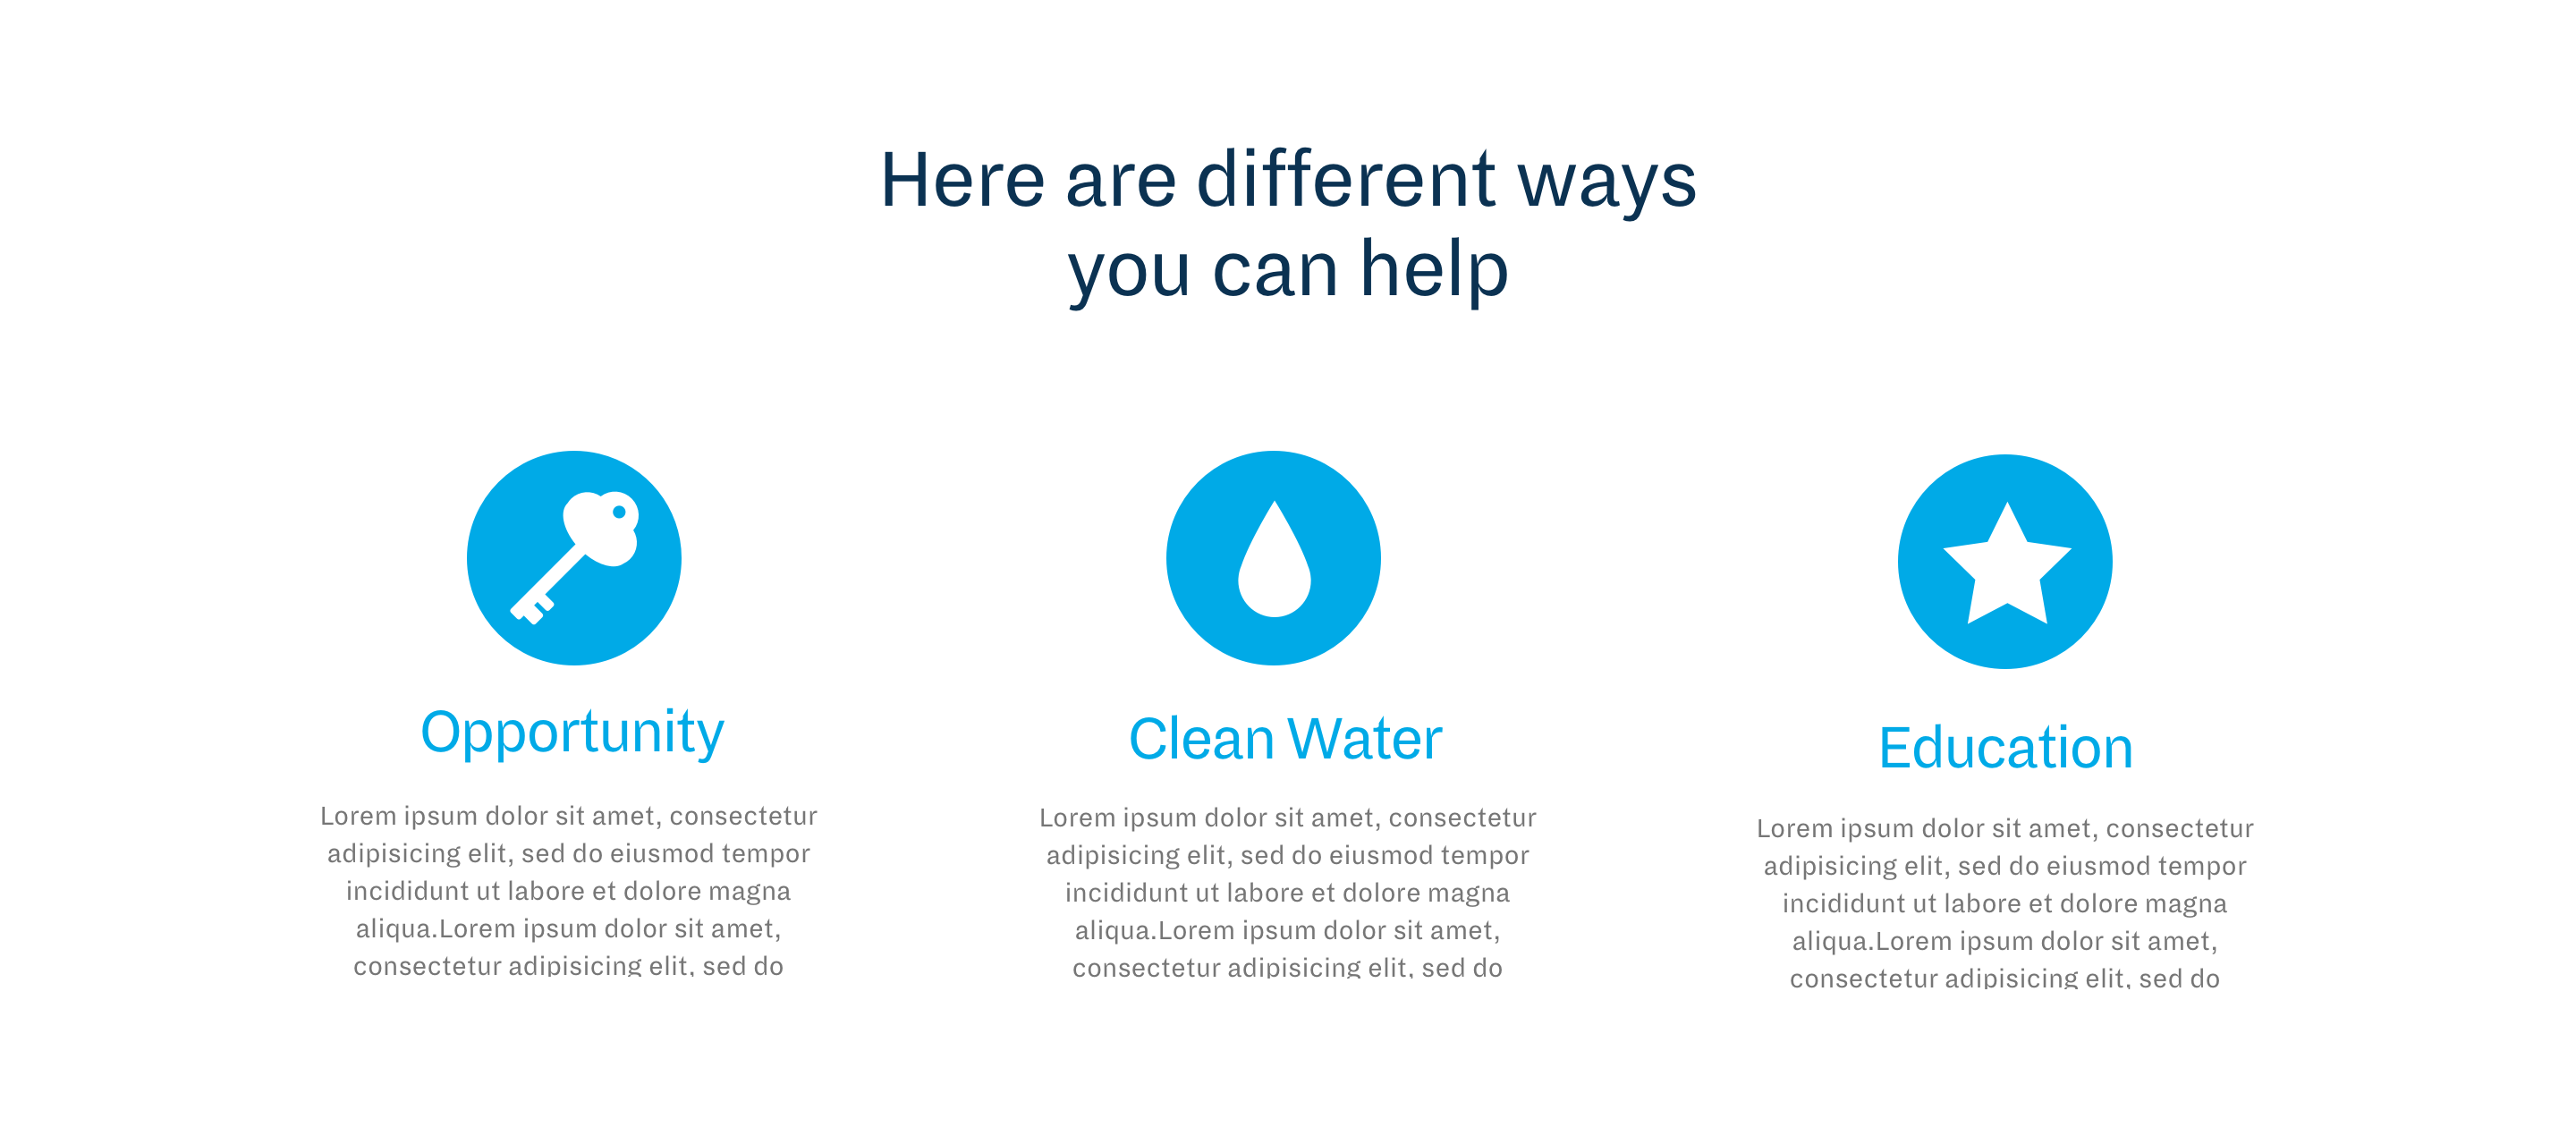 Here are different ways
you can help
Opportunity
Lorem ipsum dolor sit amet, consectetur
adipisicing elit, sed do eiusmod tempor
incididunt ut labore et dolore magna
aliqua.Lorem ipsum dolor sit amet,
consectetur adipisicing elit, sed do
Clean Water
Lorem ipsum dolor sit amet, consectetur
adipisicing elit, sed do eiusmod tempor
incididunt ut labore et dolore magna
aliqua.Lorem ipsum dolor sit amet,
consectetur adipisicing elit, sed do
Education
Lorem ipsum dolor sit amet, consectetur
adipisicing elit, sed do eiusmod tempor
incididunt ut labore et dolore magna
aliqua.Lorem ipsum dolor sit amet,
consectetur adipisicing elit, sed do